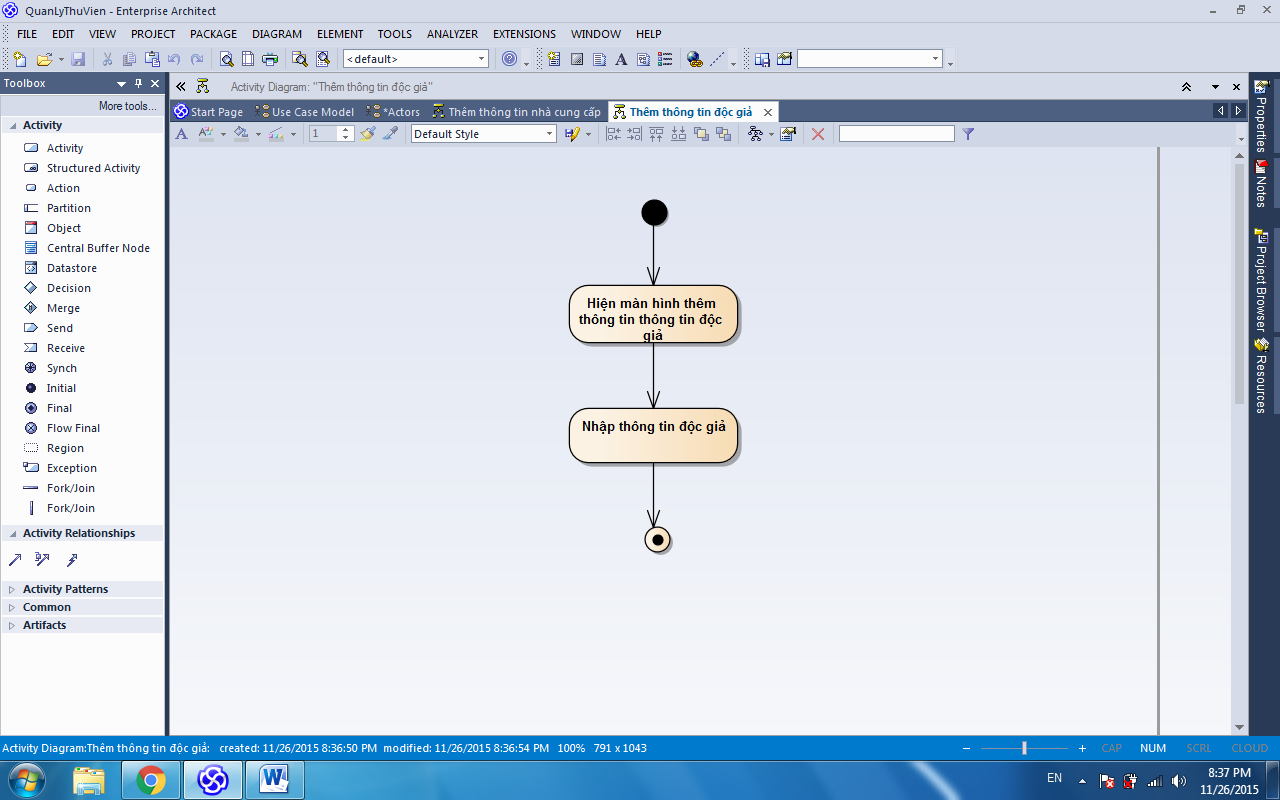 QuanLyThuVien - Enterprise Architect
FILE EDIT VIEW PROJECT PACKAGE DIAGRAM ELEMENT TOOLS ANALYZER EXTENSIONS WINDOW HELP
<default>
Toolbox
Activity Diagram: "Thêm thông tin độc giả"
More tools...
Start Page Use Case Model *Actors Thêm thông tin nhà cung cấp Thêm thông tin độc giả
1 Default Style
Activity
Activity
Structured Activity
Action
Partition
Object
Central Buffer Node
Datastore
Decision
Merge
Send
Receive
Synch
Initial
Final
Flow Final
Region
Exception
Fork/Join
Fork/Join
Activity Relationships
Activity Patterns
Common
Artifacts
Hiện màn hình thêm
thông tin thông tin độc
giả
Nhập thông tin độc giả
Properties
Notes
Project Browser
Resources
Activity Diagram:Thêm thông tin độc giả: created: 11/26/2015 8:36:50 PM modified: 11/26/2015 8:36:54 PM 100% 791 x 1043 CAP NUM SCRL CLOUD
EN
8:37 PM
11/26/2015